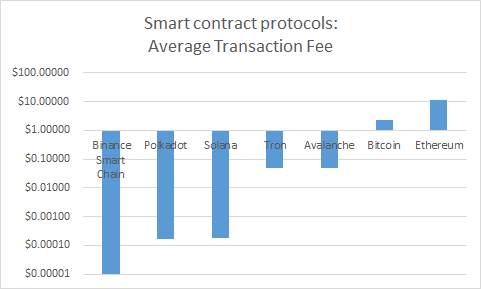 Smart contract protocols:
Average Transaction Fee
$100.00000
$10.00000
$1.00000
$0.10000
$0.01000
$0.00100
$0.00010
$0.00001
Binance
Smart
Chain
Polkadot
Solana
Tron
Avalanche
Bitcoin
Ethereum